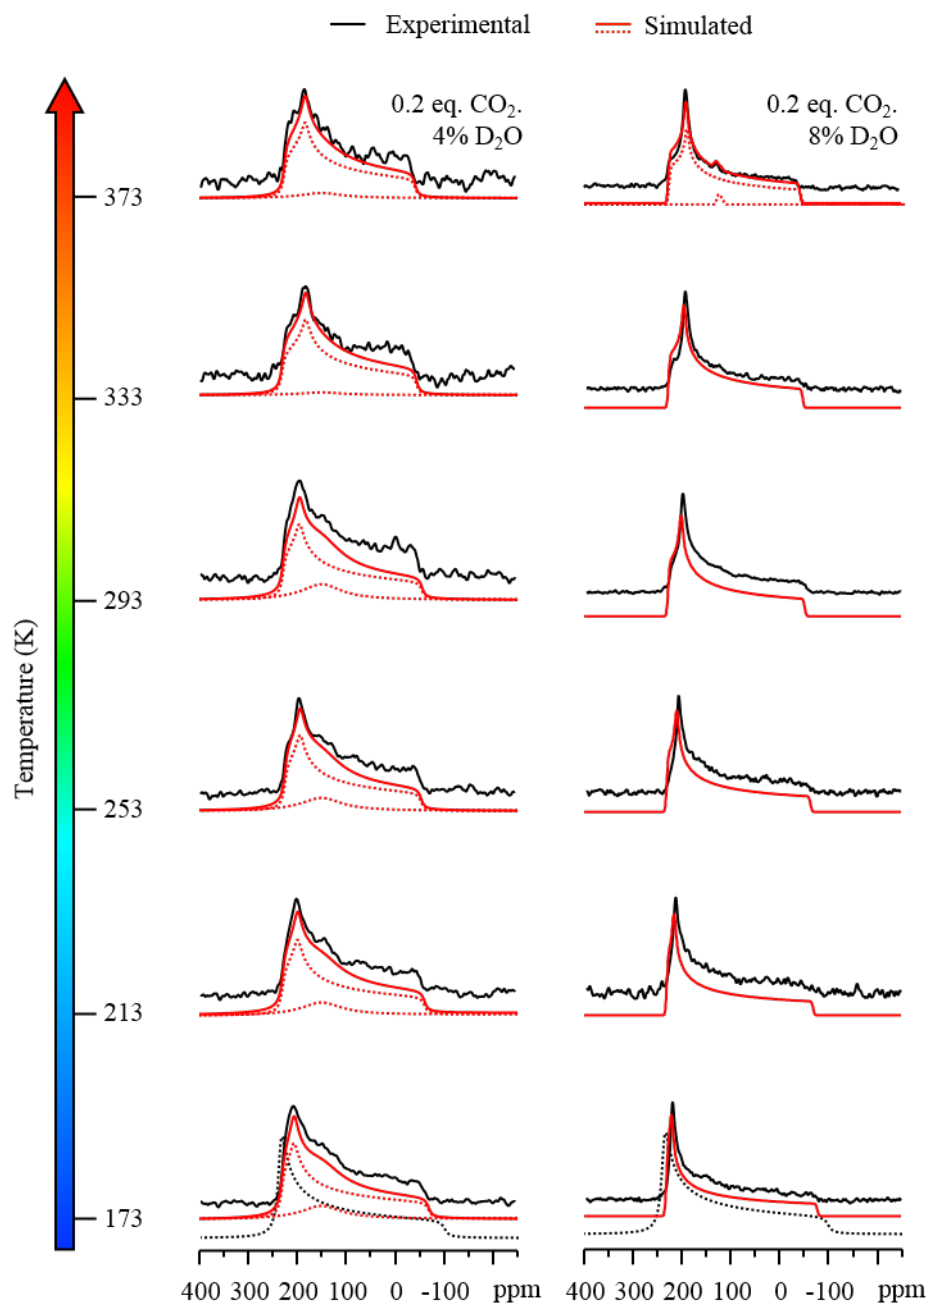 Experimental
Simulated
0.2 eq. CO₂.
4% D₂O
0.2 eq. CO₂.
8% D₂O
373
333
293
253
213
173
Temperature (K)
400 300 200 100 0 -100 ppm
400 300 200 100 0 -100 ppm